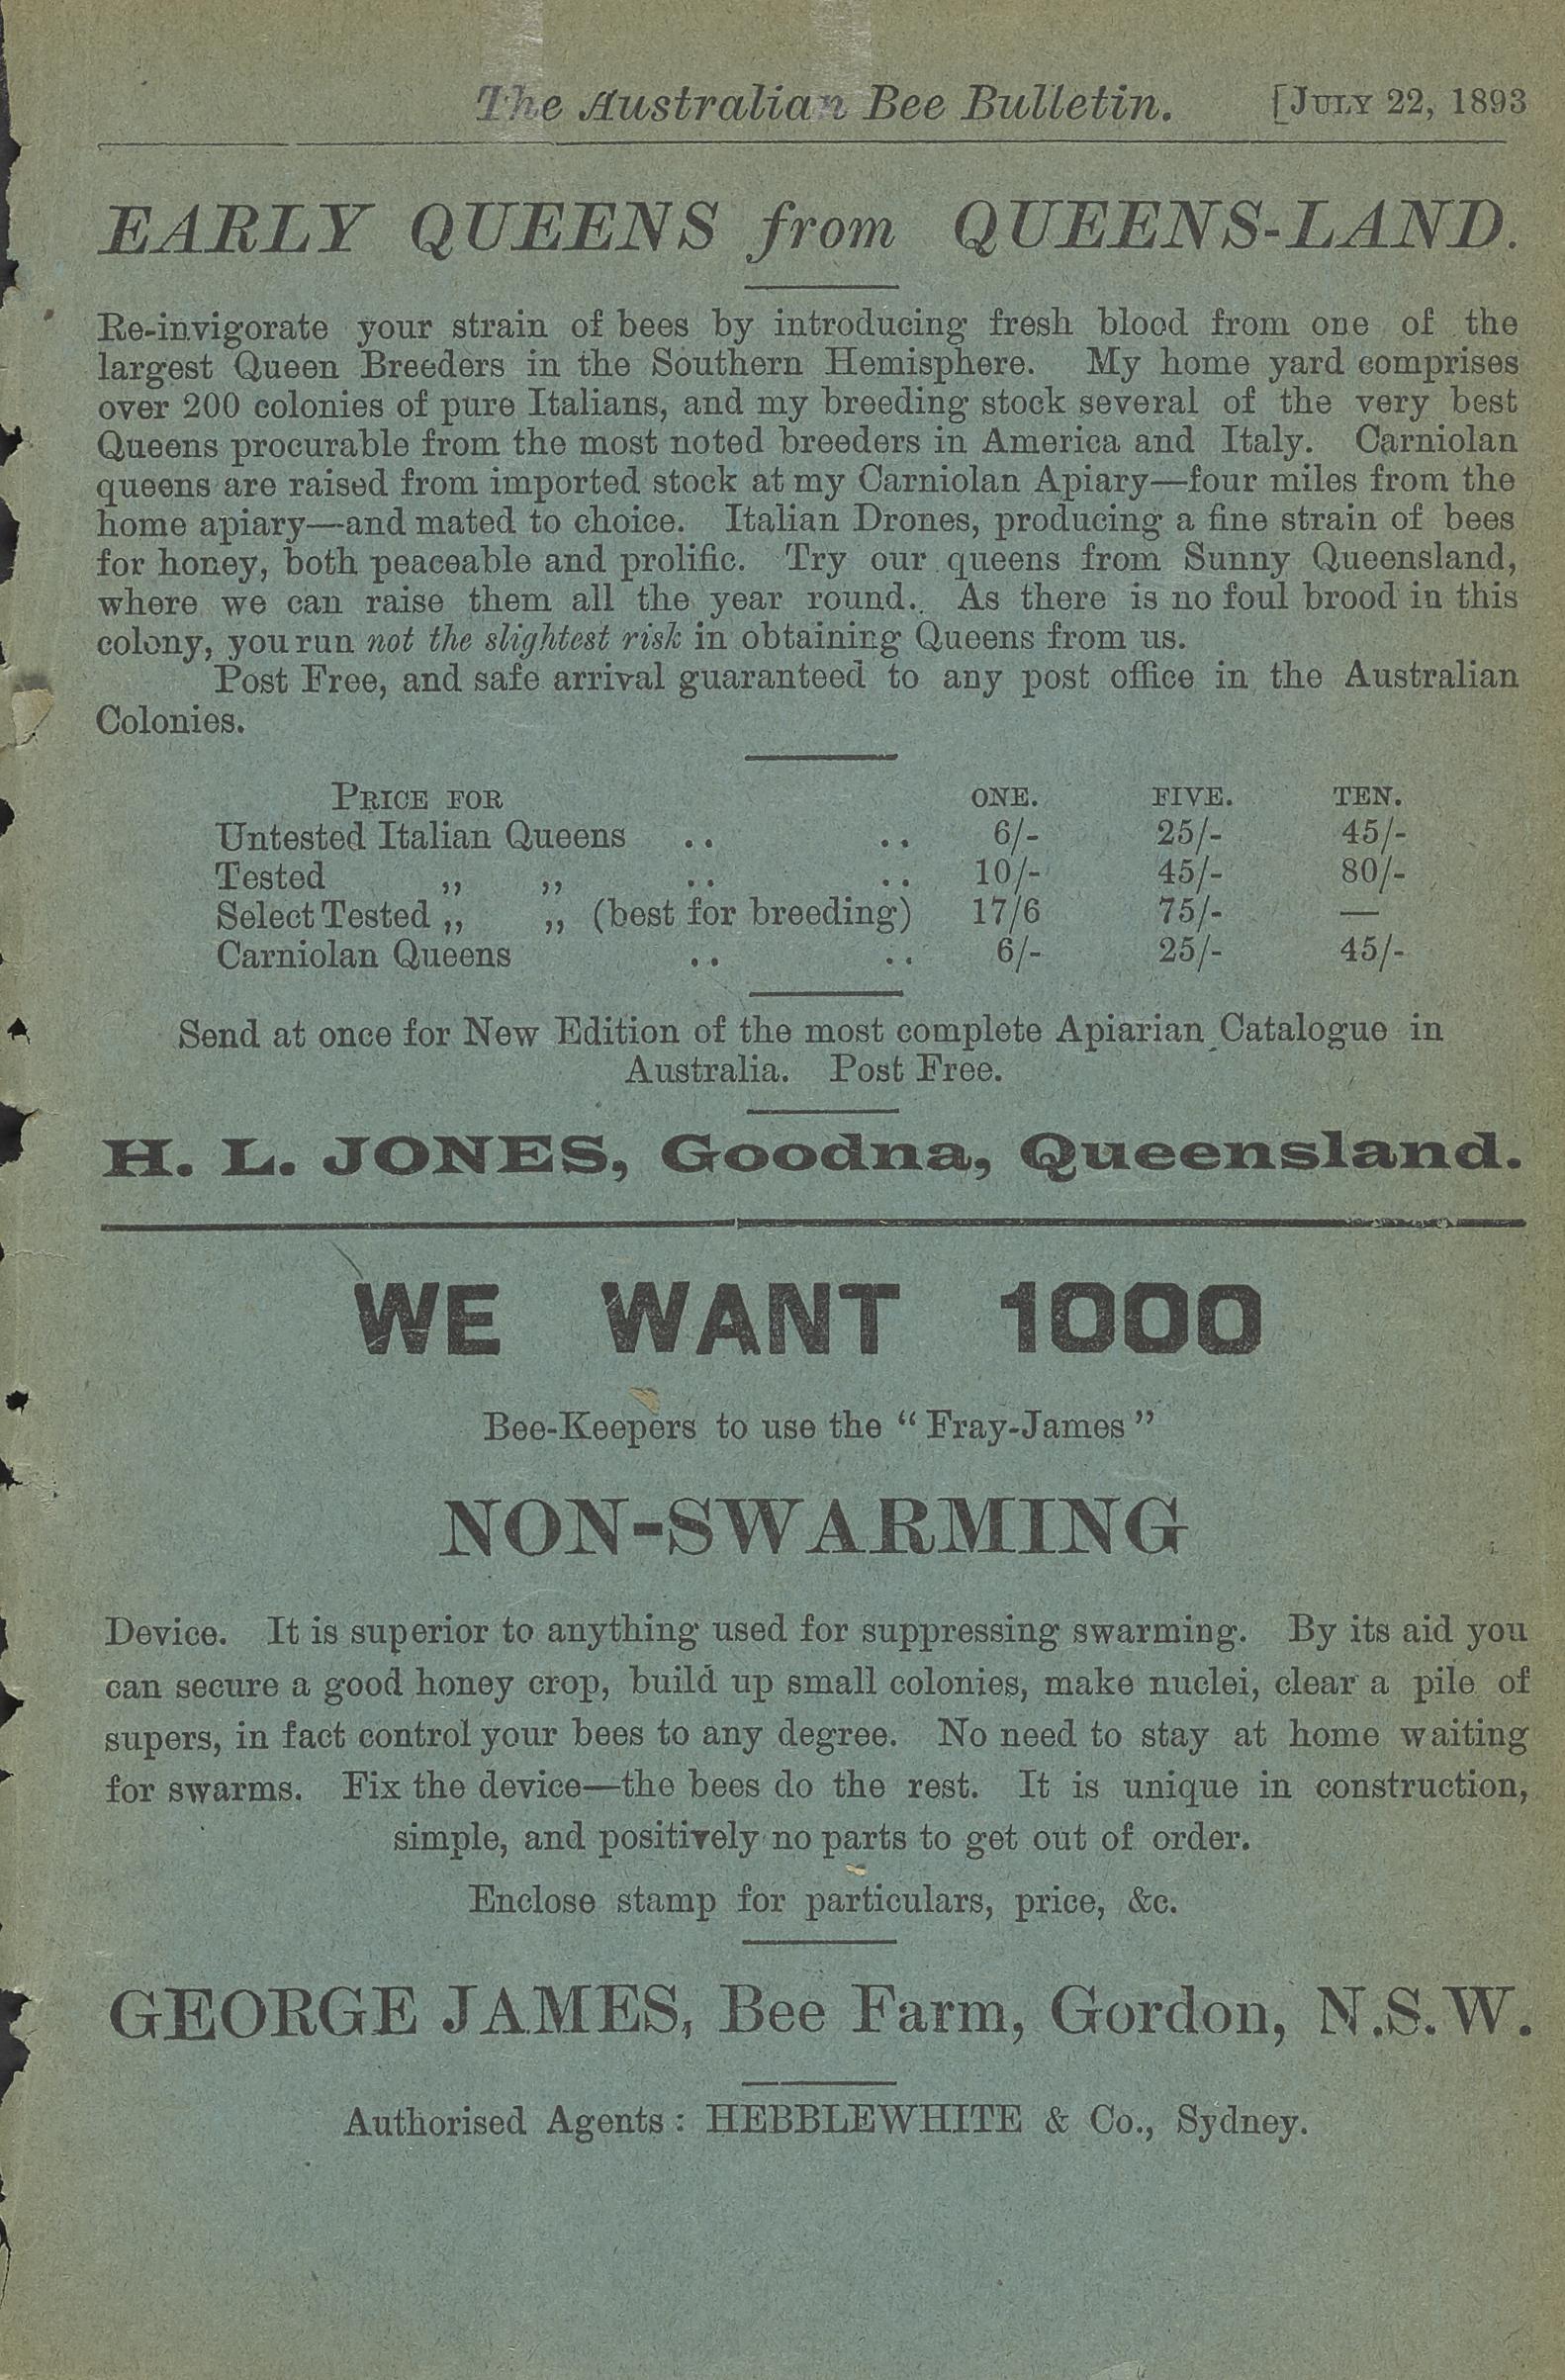 The Australian Bee Bulletin. [JULY 22, 1893
EARLY QUEENS from QUEENS-LAND.
Re-invigorate your strain of bees by introducing fresh blood from one of the
largest Queen Breeders in the Southern Hemisphere. My home yard comprises
over 200 colonies of pure Italians, and my breeding stock several of the very best
Queens procurable from the most noted breeders in America and Italy. Carniolan
queens are raised from imported stock at my Carniolan Apiary—four miles from the
home apiary—and mated to choice. Italian Drones, producing a fine strain of bees
for honey, both peaceable and prolific. Try our queens from Sunny Queensland,
where we can raise them all the year round. As there is no foul brood in this
colony, you run not the slightest risk in obtaining Queens from us.
Post Free, and safe arrival guaranteed to any post office in the Australian
Colonies.
PRICE FOR ONE. FIVE. TEN.
Untested Italian Queens .. .. 6/- 25/- 45/-
Tested ,, ,, .. .. 10/- 45/- 80/-
Select Tested ,, ,, (best for breeding) 17/6 75/- —
Carniolan Queens .. .. 6/- 25/- 45/-
Send at once for New Edition of the most complete Apiarian Catalogue in
Australia. Post Free.
H. L. JONES, Goodna, Queensland.
WE WANT 1000
Bee-Keepers to use the “Fray-James”
NON-SWARMING
Device. It is superior to anything used for suppressing swarming. By its aid you
can secure a good honey crop, build up small colonies, make nuclei, clear a pile of
supers, in fact control your bees to any degree. No need to stay at home waiting
for swarms. Fix the device—the bees do the rest. It is unique in construction,
simple, and positively no parts to get out of order.
Enclose stamp for particulars, price, &c.
GEORGE JAMES, Bee Farm, Gordon, N.S.W.
Authorised Agents: HEBBLEWHITE & Co., Sydney.